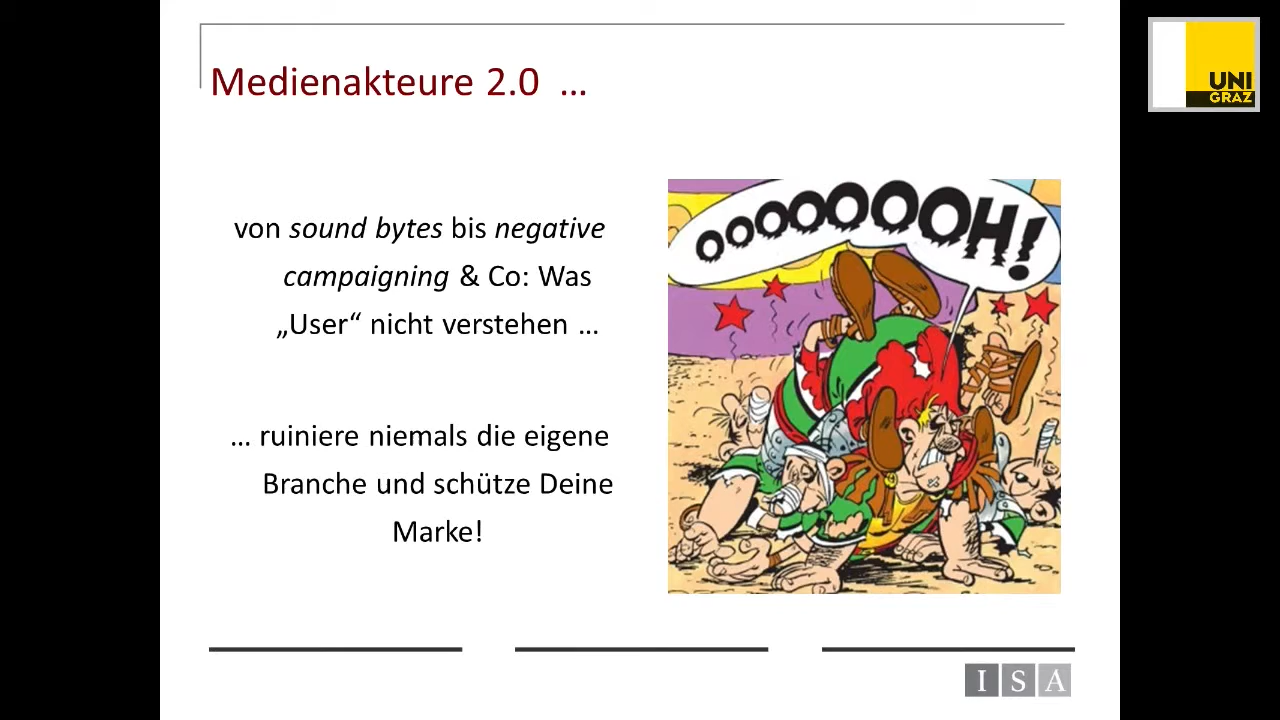 Medienakteure 2.0 …
UNI
GRAZ
von sound bytes bis negative
campaigning & Co: Was
„User“ nicht verstehen …
… ruiniere niemals die eigene
Branche und schütze Deine
Marke!
OOOOOOOOH!
I S A